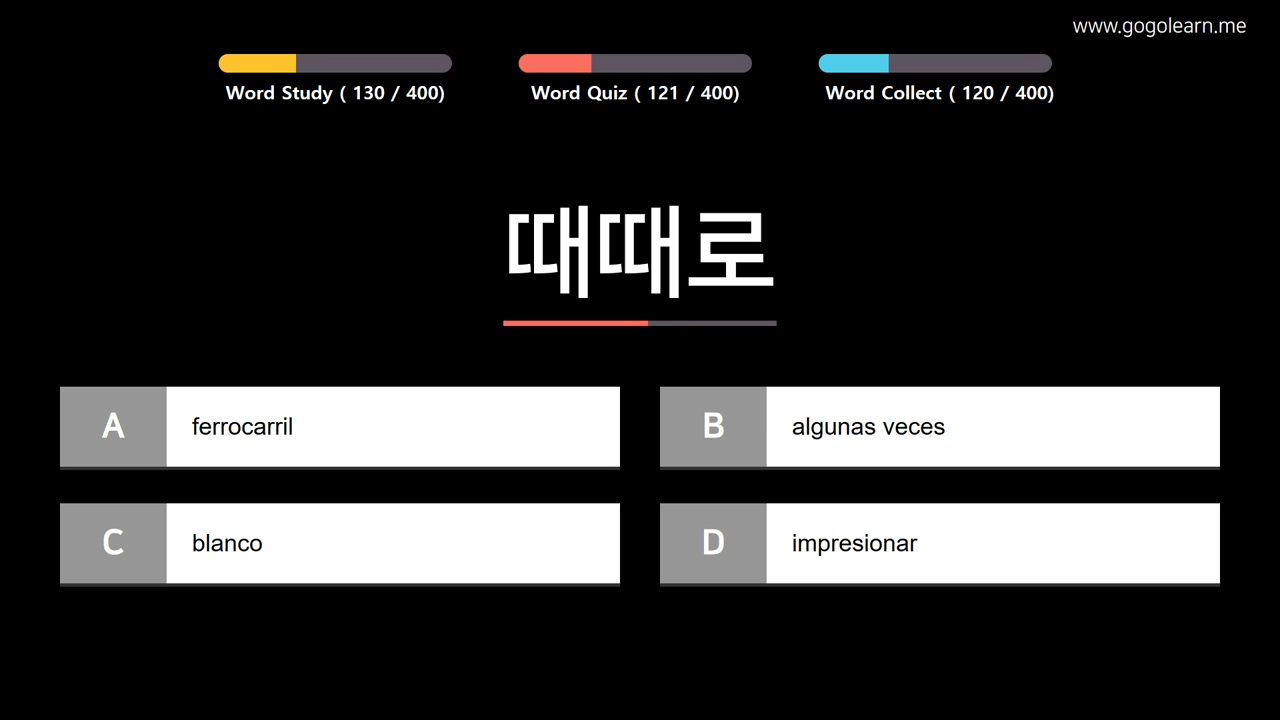 www.gogolearn.me
Word Study ( 130 / 400)
Word Quiz ( 121 / 400)
Word Collect ( 120 / 400)
때때로
A ferrocarril
B algunas veces
C blanco
D impresionar